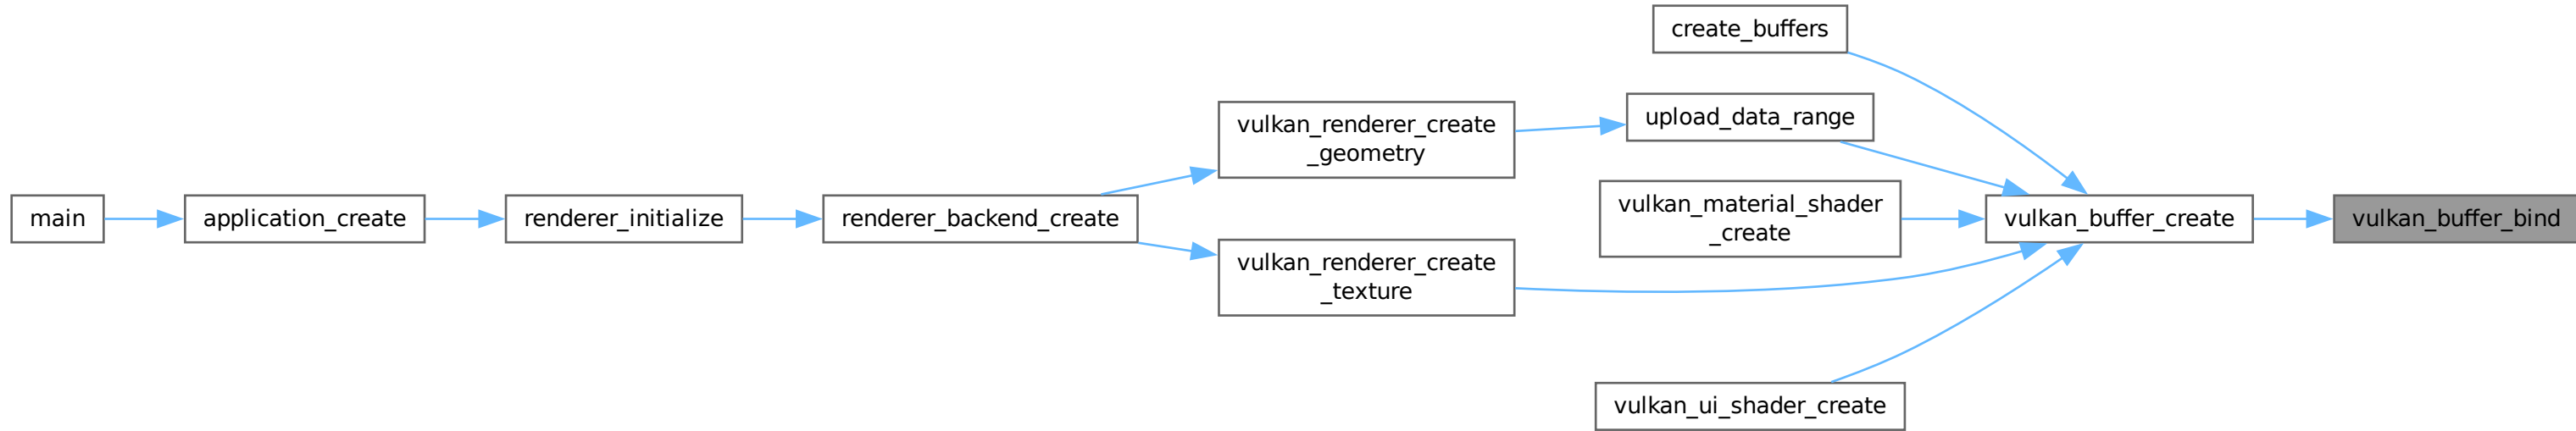 main
application_create
renderer_initialize
renderer_backend_create
vulkan_renderer_create
_geometry
vulkan_renderer_create
_texture
create_buffers
upload_data_range
vulkan_material_shader
_create
vulkan_ui_shader_create
vulkan_buffer_create
vulkan_buffer_bind